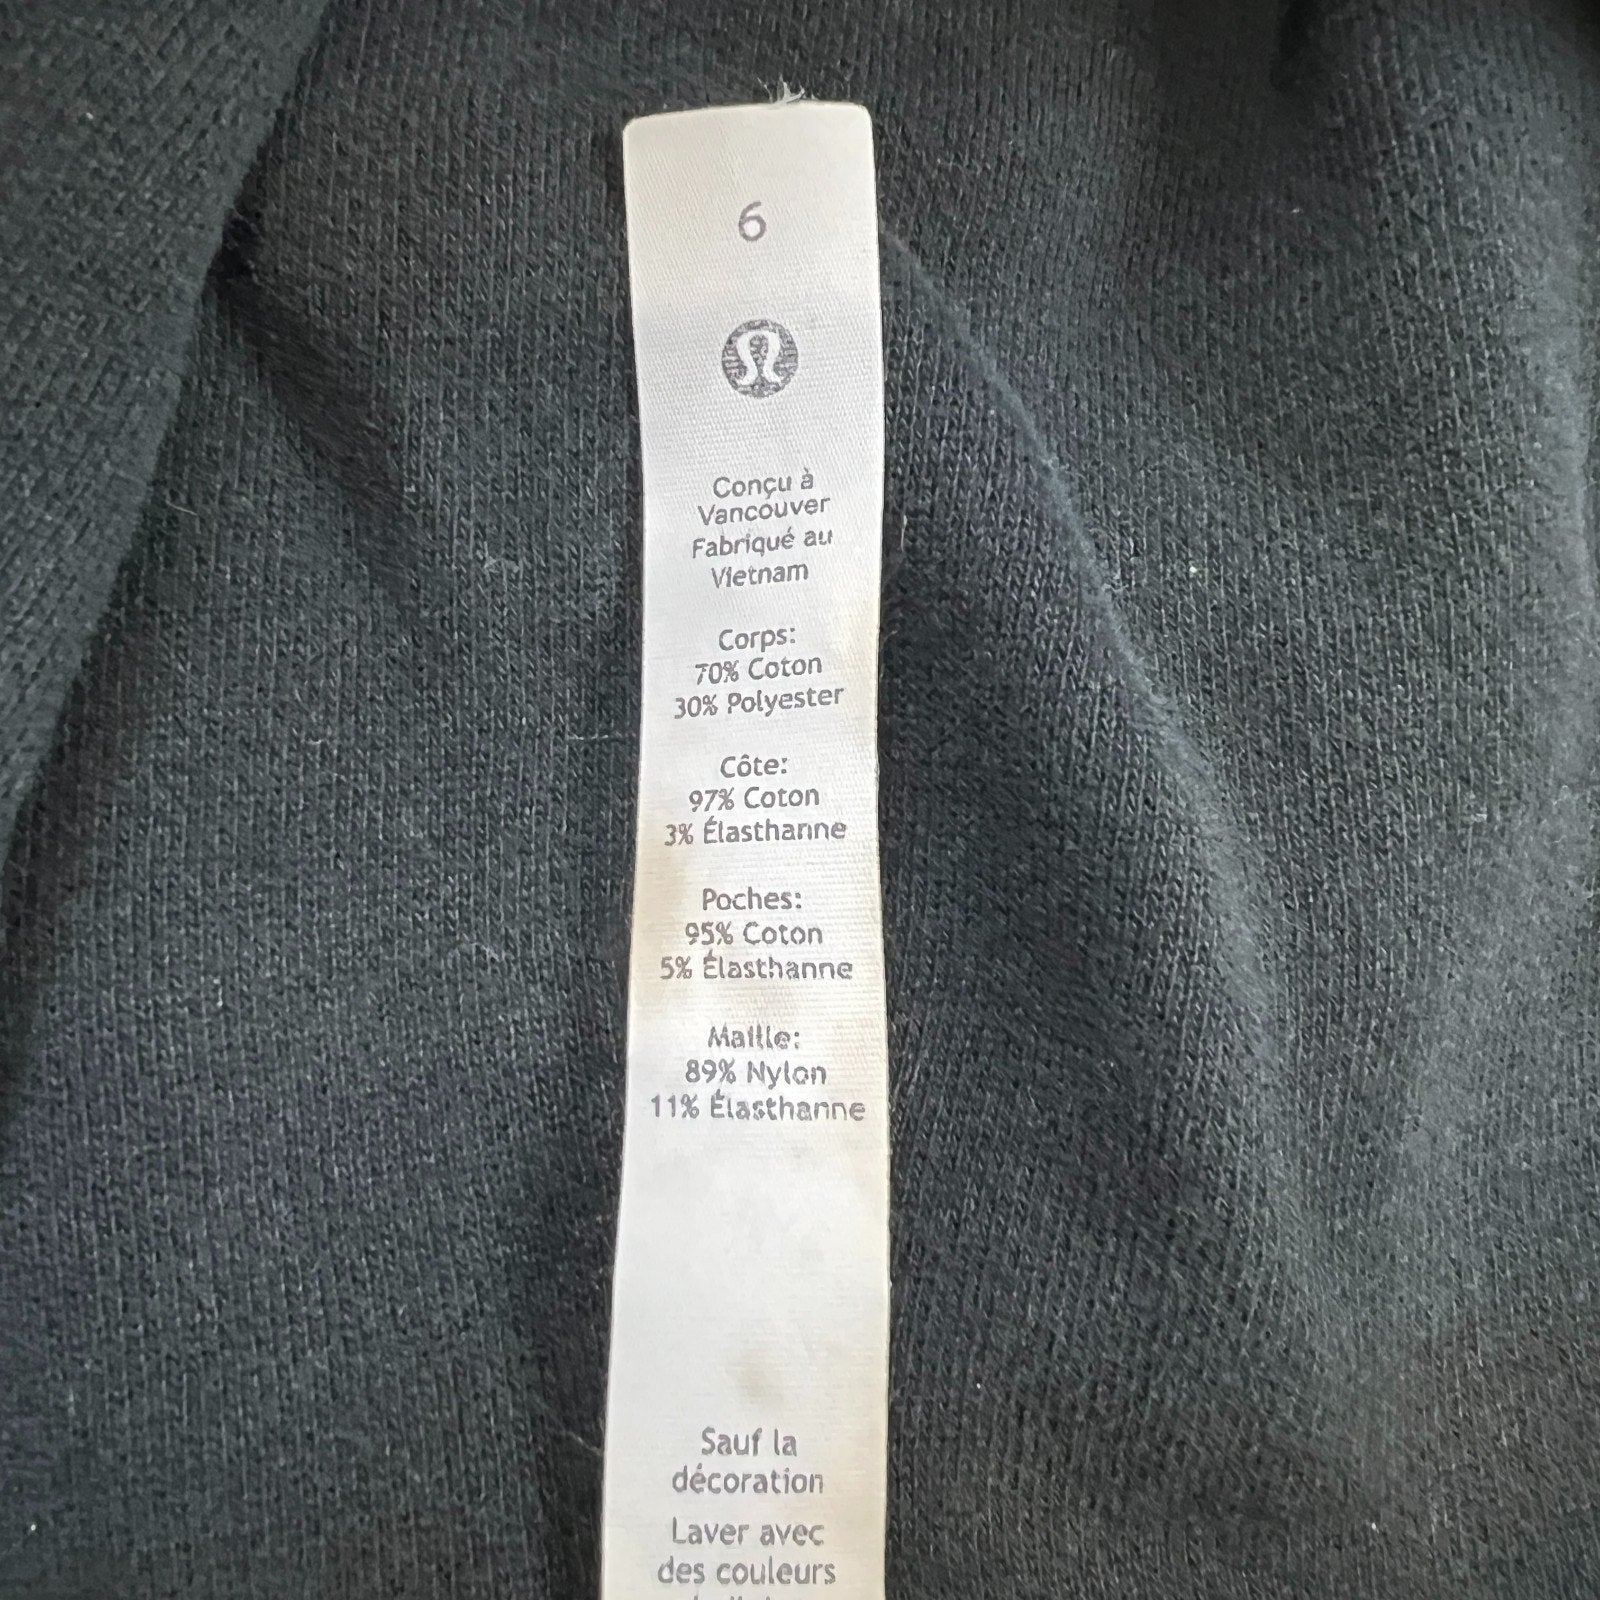 6
Conçu à
Vancouver
Fabriqué au
Vietnam
Corps:
70% Coton
30% Polyester
Côte:
97% Coton
3% Élasthanne
Poches:
95% Coton
5% Élasthanne
Maille:
89% Nylon
11% Élasthanne
Sauf la
décoration
Laver avec
des couleurs